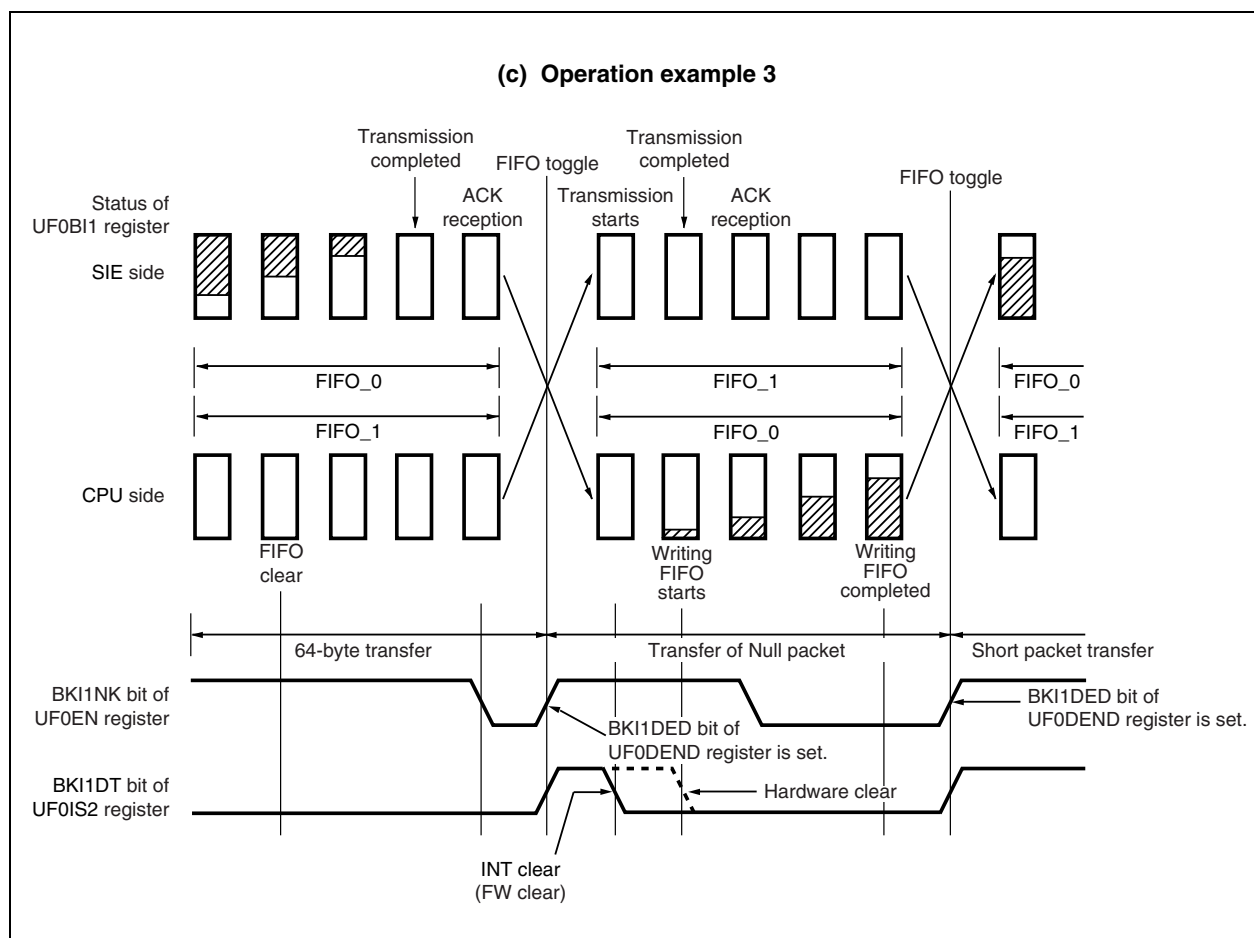 (c) Operation example 3
Transmission
completed
FIFO toggle
Transmission
completed
FIFO toggle
Status of
UF0BI1 register
ACK
reception
Transmission
starts
ACK
reception
SIE side
FIFO_0
FIFO_1
FIFO_0
FIFO_1
FIFO_0
FIFO_1
CPU side
FIFO
clear
Writing
FIFO
starts
Writing
FIFO
completed
64-byte transfer
Transfer of Null packet
Short packet transfer
BKI1NK bit of
UF0EN register
BKI1DED bit of
UF0DEND register is set.
BKI1DED bit of
UF0DEND register is set.
BKI1DT bit of
UF0IS2 register
Hardware clear
INT clear
(FW clear)